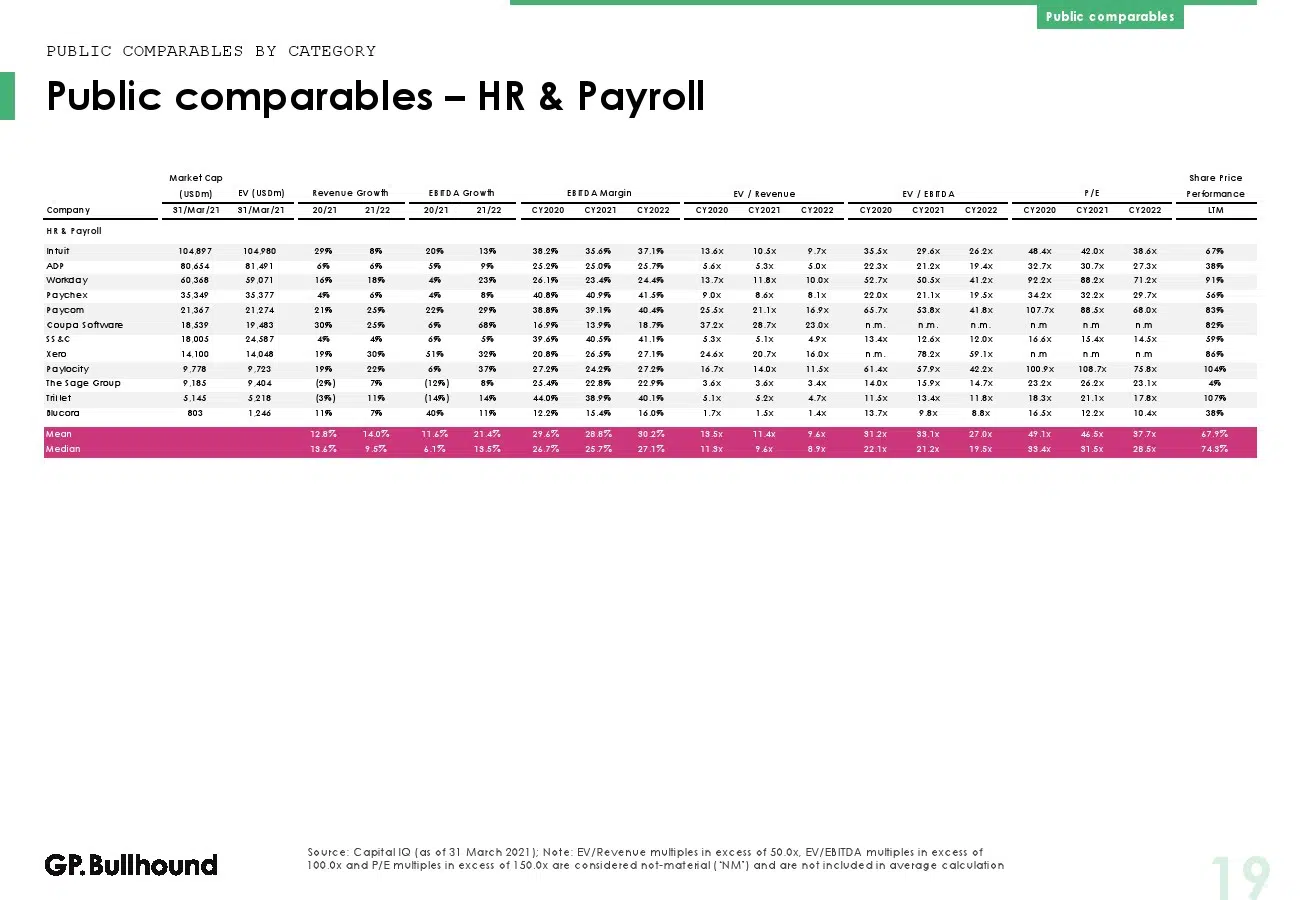 Public comparables
PUBLIC COMPARABLES BY CATEGORY
Public comparables – HR & Payroll
Market Cap Share Price
(USDm) EV (USDm) Revenue Growth EBITDA Growth EBITDA Margin EV / Revenue EV / EBITDA P/E Performance
Company 31/Mar/21 31/Mar/21 20/21 21/22 20/21 21/22 CY2020 CY2021 CY2022 CY2020 CY2021 CY2022 CY2020 CY2021 CY2022 CY2020 CY2021 CY2022 LTM
HR & Payroll
Intuit 104,897 104,980 29% 8% 20% 13% 38.2% 35.6% 37.1% 13.6x 10.5x 9.7x 35.5x 29.6x 26.2x 48.4x 42.0x 38.6x 67%
ADP 80,654 81,491 6% 6% 5% 9% 25.2% 25.0% 25.7% 5.6x 5.3x 5.0x 22.3x 21.2x 19.4x 32.7x 30.7x 27.3x 38%
Workday 60,368 59,071 16% 18% 4% 23% 26.1% 23.4% 24.4% 13.7x 11.8x 10.0x 52.7x 50.5x 41.2x 92.2x 88.2x 71.2x 91%
Paychex 35,349 35,377 4% 6% 4% 8% 40.8% 40.9% 41.5% 9.0x 8.6x 8.1x 22.0x 21.1x 19.5x 34.2x 32.2x 29.7x 56%
Paycom 21,367 21,274 21% 25% 22% 29% 38.8% 39.1% 40.4% 25.5x 21.1x 16.9x 65.7x 53.8x 41.8x 107.7x 88.5x 68.0x 83%
Coupa Software 18,539 19,483 30% 25% 6% 68% 16.9% 13.9% 18.7% 37.2x 28.7x 23.0x n.m. n.m. n.m. n.m n.m n.m 82%
SS&C 18,005 24,587 4% 4% 6% 5% 39.6% 40.5% 41.1% 5.3x 5.1x 4.9x 13.4x 12.6x 12.0x 16.6x 15.4x 14.5x 59%
Xero 14,100 14,048 19% 30% 51% 32% 20.8% 26.5% 27.1% 24.6x 20.7x 16.0x n.m. 78.2x 59.1x n.m n.m n.m 86%
Paylocity 9,778 9,723 19% 22% 6% 37% 27.2% 24.2% 27.2% 16.7x 14.0x 11.5x 61.4x 57.9x 42.2x 100.9x 108.7x 75.8x 104%
The Sage Group 9,185 9,404 (2%) 7% (12%) 8% 25.4% 22.8% 22.9% 3.6x 3.6x 3.4x 14.0x 15.9x 14.7x 23.2x 26.2x 23.1x 4%
TriNet 5,145 5,218 (3%) 11% (14%) 14% 44.0% 38.9% 40.1% 5.1x 5.2x 4.7x 11.5x 13.4x 11.8x 18.3x 21.1x 17.8x 107%
Blucora 803 1,246 11% 7% 40% 11% 12.2% 15.4% 16.0% 1.7x 1.5x 1.4x 13.7x 9.8x 8.8x 16.5x 12.2x 10.4x 38%
Mean 12.8% 14.0% 11.6% 21.4% 29.6% 28.8% 30.2% 13.5x 11.4x 9.6x 31.2x 33.1x 27.0x 49.1x 46.5x 37.7x 67.9%
Median 13.6% 9.5% 6.1% 13.5% 26.7% 25.7% 27.1% 11.3x 9.6x 8.9x 22.1x 21.2x 19.5x 33.4x 31.5x 28.5x 74.3%
GP.Bullhound
Source: Capital IQ (as of 31 March 2021); Note: EV/Revenue multiples in excess of 50.0x, EV/EBITDA multiples in excess of
100.0x and P/E multiples in excess of 150.0x are considered not-material ("NM") and are not included in average calculation
19